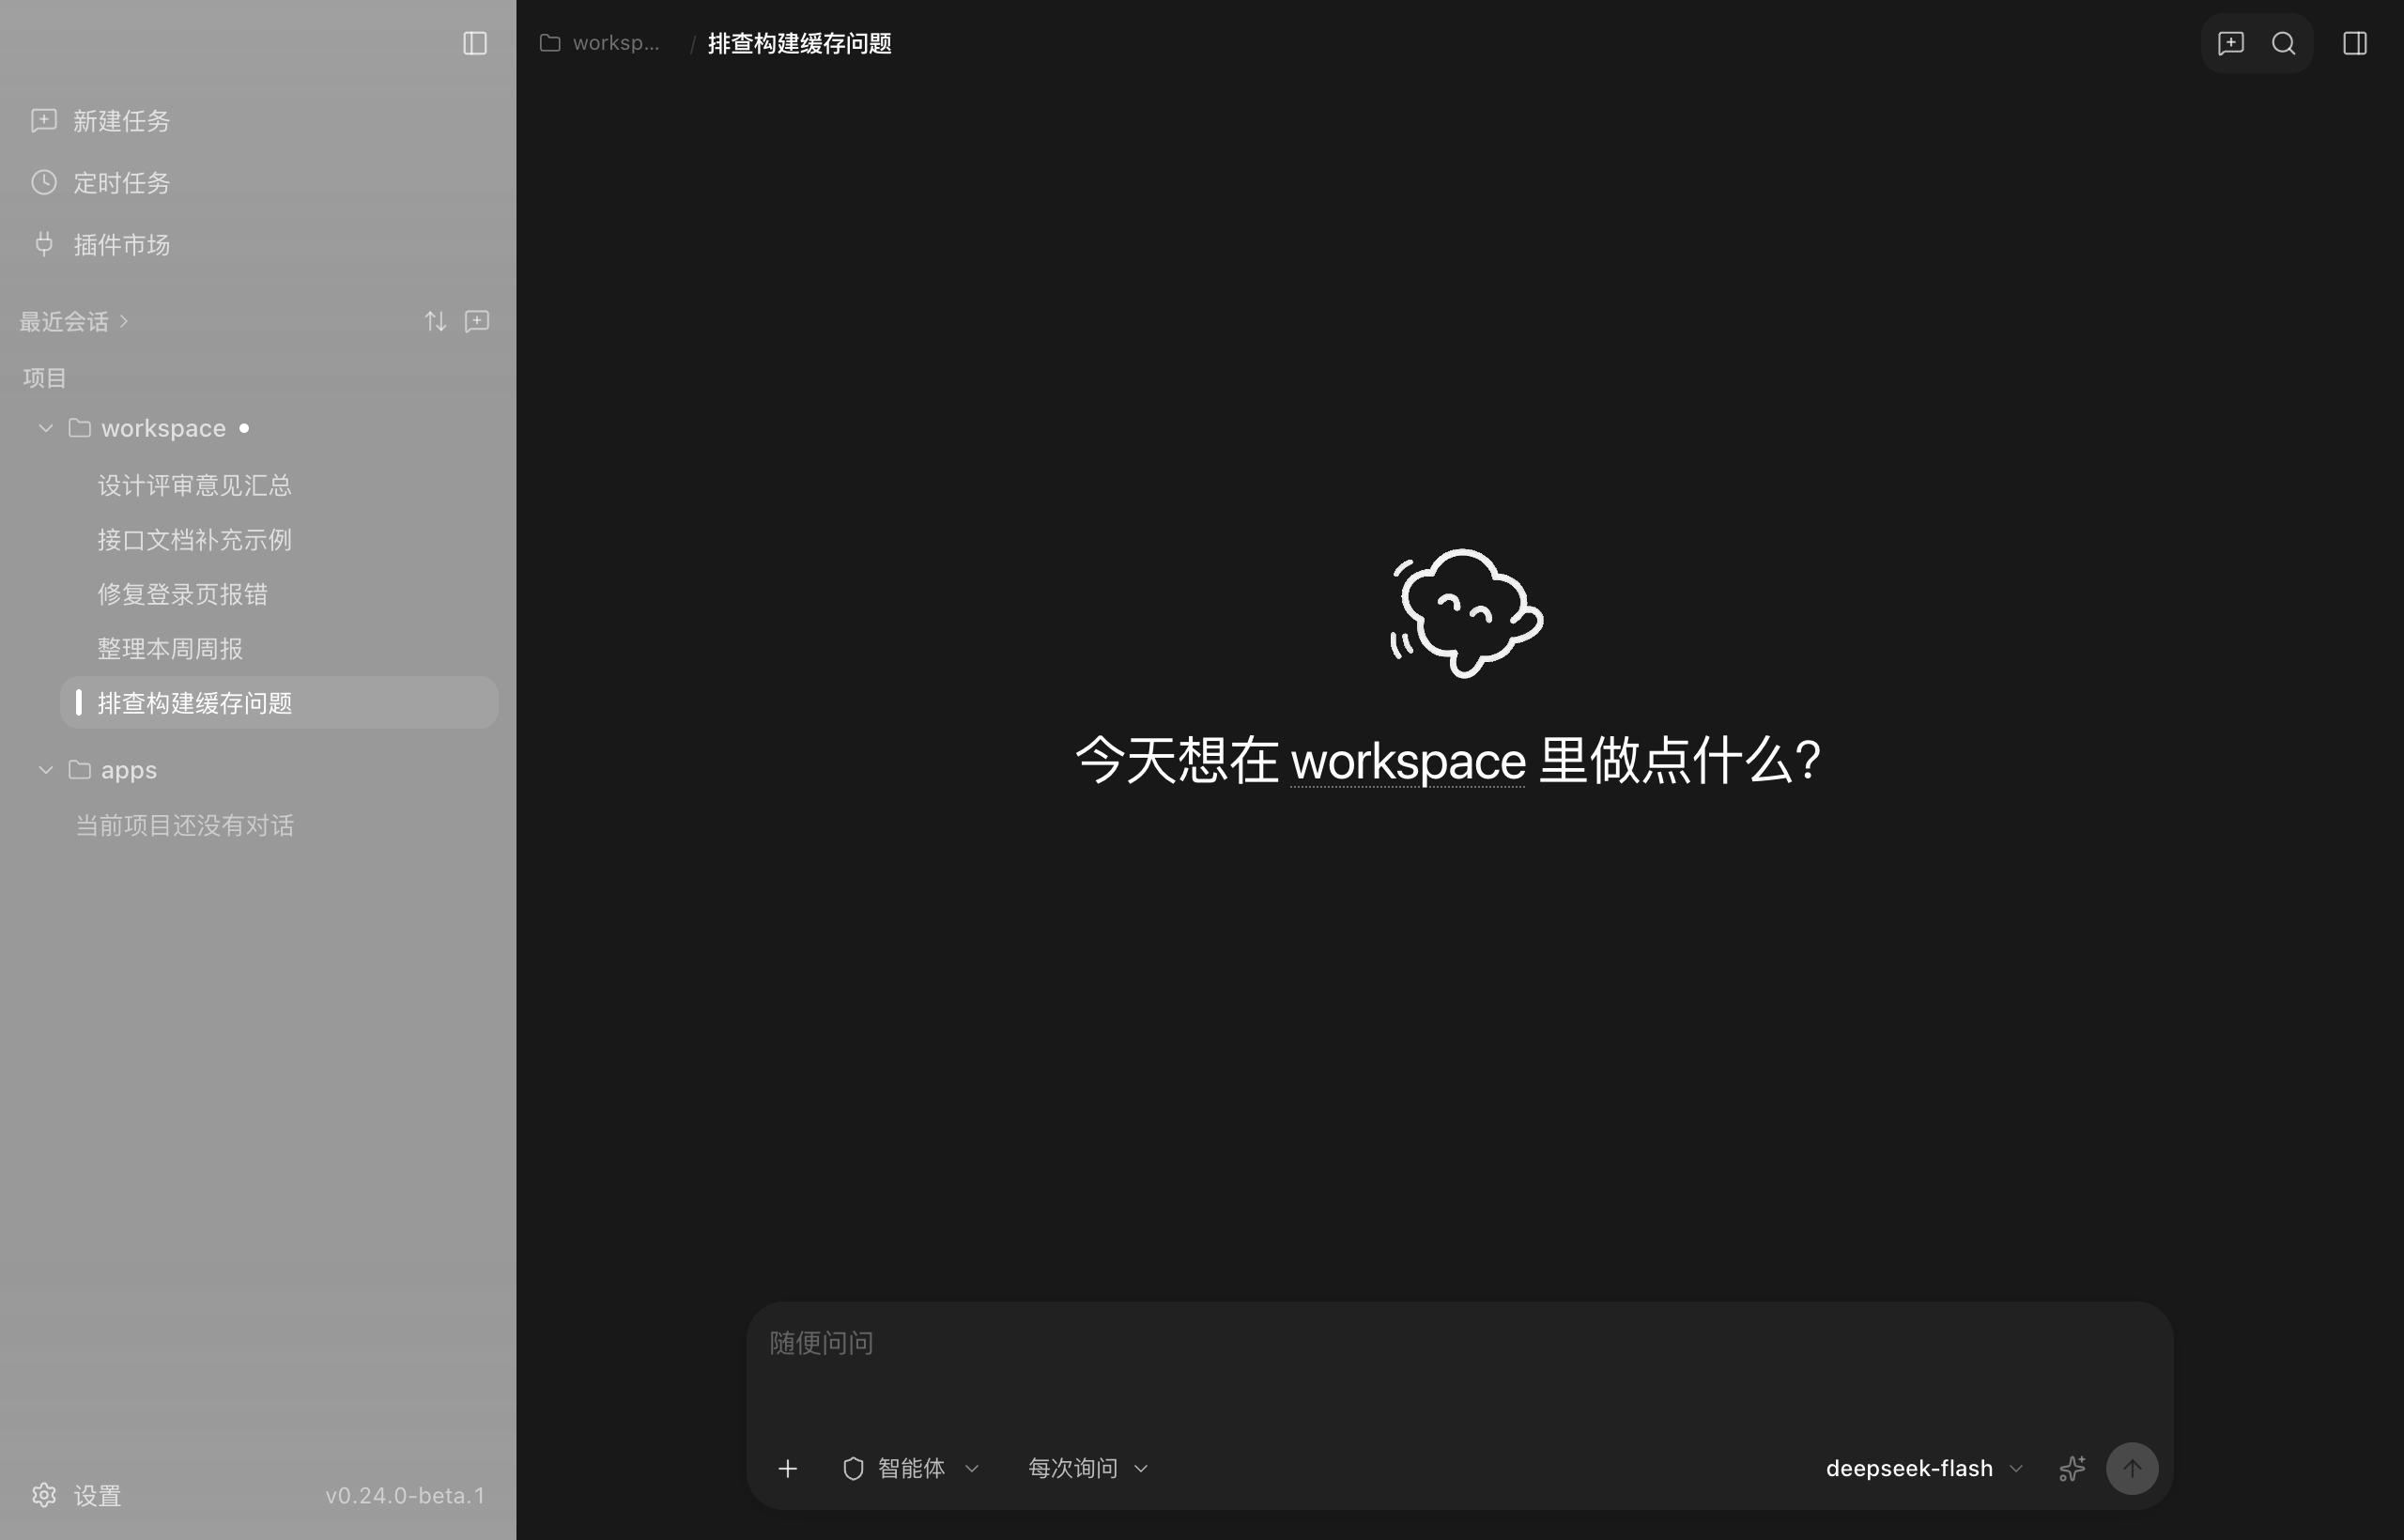 新建任务
定时任务
插件市场
最近会话
项目
workspace
设计评审意见汇总
接口文档补充示例
修复登录页报错
整理本周周报
排查构建缓存问题
apps
当前项目还没有对话
设置
v0.24.0-beta.1
worksp... / 排查构建缓存问题
今天想在 workspace 里做点什么?
随便问问
智能体
每次询问
deepseek-flash